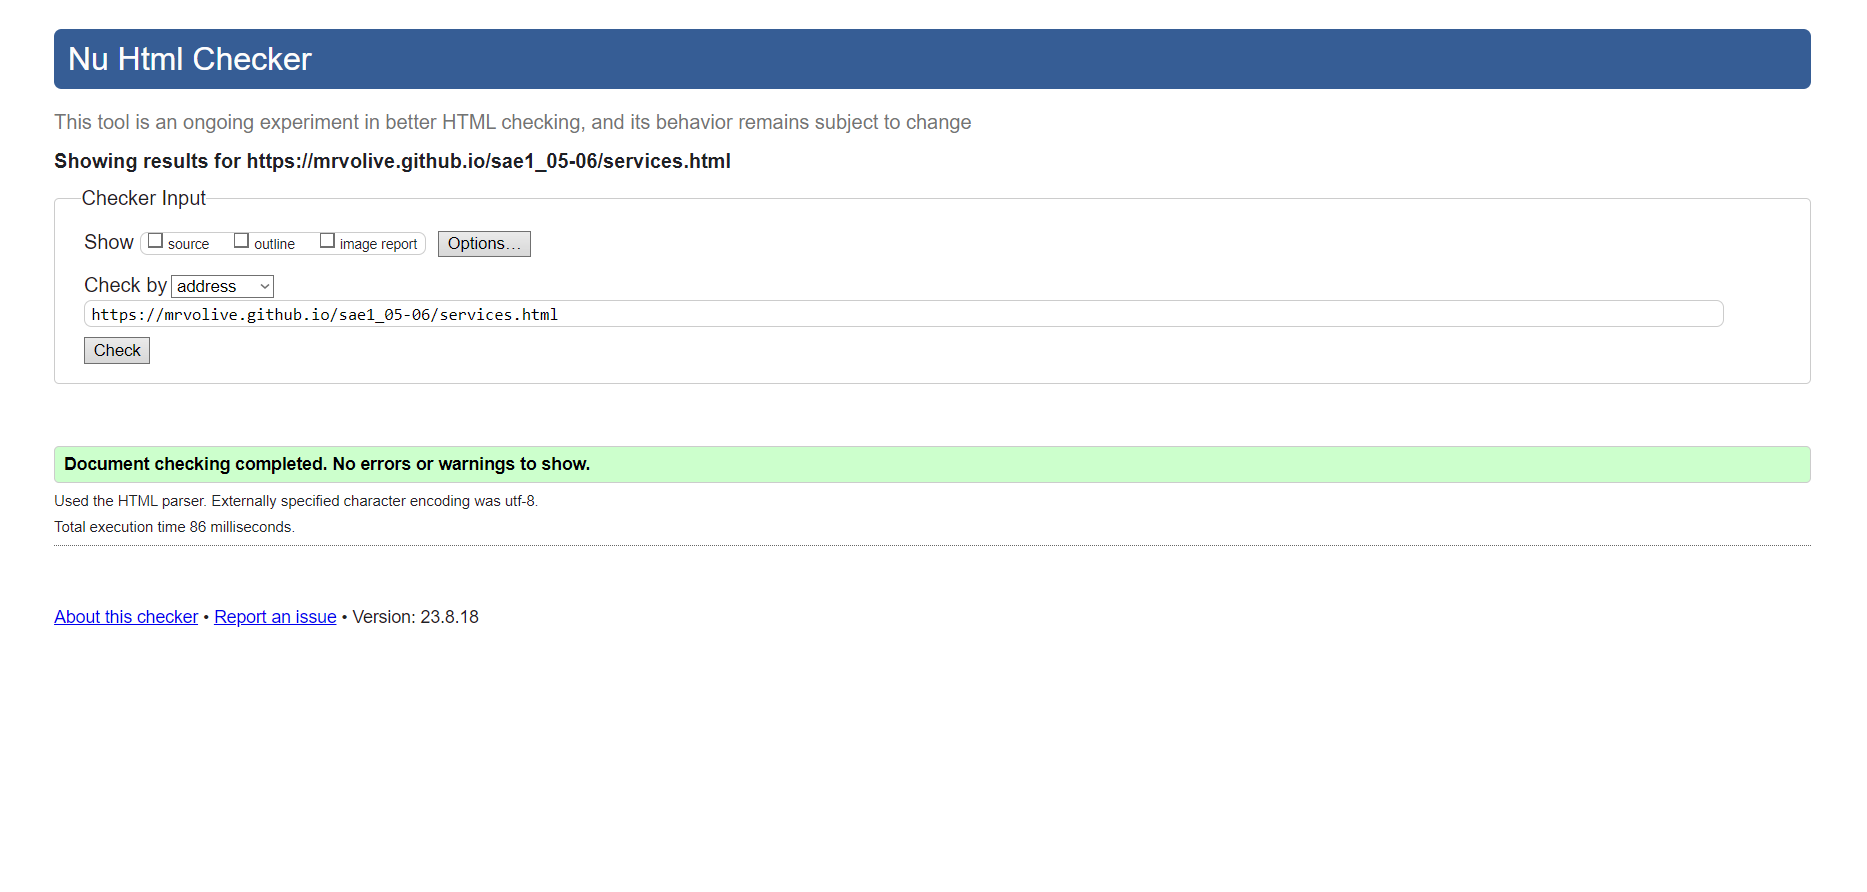 Nu Html Checker
This tool is an ongoing experiment in better HTML checking, and its behavior remains subject to change
Showing results for https://mrvolive.github.io/sae1_05-06/services.html
Checker Input
Show source outline image report Options…
Check by address
https://mrvolive.github.io/sae1_05-06/services.html
Check
Document checking completed. No errors or warnings to show.
Used the HTML parser. Externally specified character encoding was utf-8.
Total execution time 86 milliseconds.
About this checker • Report an issue • Version: 23.8.18